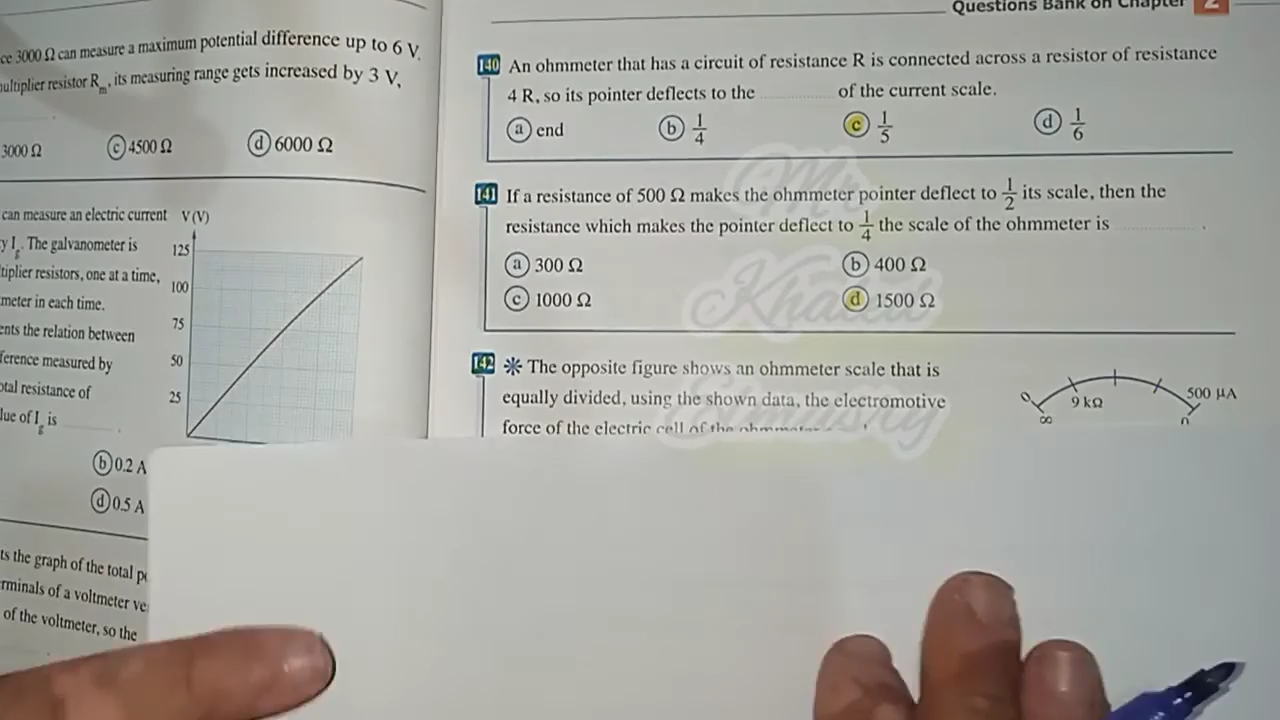 ce 3000 Ω can measure a maximum potential difference up to 6 V.
multiplier resistor Rm, its measuring range gets increased by 3 V,
3000 Ω
c 4500 Ω
d 6000 Ω
can measure an electric current
y Ig. The galvanometer is
tiplier resistors, one at a time,
meter in each time.
ents the relation between
ference measured by
otal resistance of
lue of Ig is
V (V)
125
100
75
50
25
b 0.2 A
d 0.5 A
ts the graph of the total
rminals of a voltmeter ve
of the voltmeter, so the
Questions Bank on Chapter 2
140 An ohmmeter that has a circuit of resistance R is connected across a resistor of resistance
4 R, so its pointer deflects to the ............ of the current scale.
a end
b 1/4
c 1/5
d 1/6
141 If a resistance of 500 Ω makes the ohmmeter pointer deflect to 1/2 its scale, then the
resistance which makes the pointer deflect to 1/4 the scale of the ohmmeter is ............ .
a 300 Ω
b 400 Ω
c 1000 Ω
d 1500 Ω
142 * The opposite figure shows an ohmmeter scale that is
equally divided, using the shown data, the electromotive
force of the electric cell of the ohmmeter
0
∞
9 kΩ
500 µA
0
Mr
Khaled